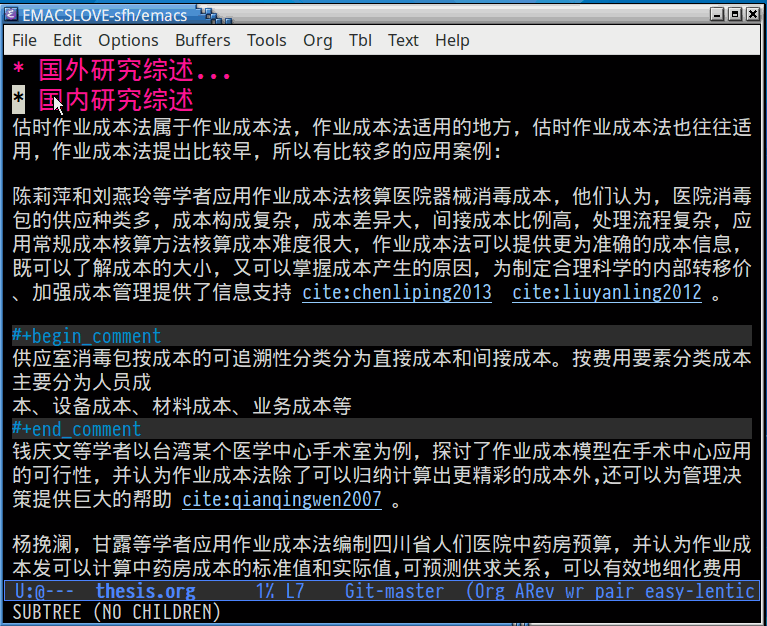 EMACSLOVE-sfh/emacs
File Edit Options Buffers Tools Org Tbl Text Help
* 国外研究综述...
* 国内研究综述
估时作业成本法属于作业成本法，作业成本法适用的地方，估时作业成本法也往往适
用，作业成本法提出比较早，所以有比较多的应用案例：
陈莉萍和刘燕玲等学者应用作业成本法核算医院器械消毒成本，他们认为，医院消毒
包的供应种类多，成本构成复杂，成本差异大，间接成本比例高，处理流程复杂，应
用常规成本核算方法核算成本难度很大，作业成本法可以提供更为准确的成本信息，
既可以了解成本的大小，又可以掌握成本产生的原因，为制定合理科学的内部转移价
、加强成本管理提供了信息支持 cite:chenliping2013 cite:liuyanling2012 。
#+begin_comment
供应室消毒包按成本的可追溯性分类分为直接成本和间接成本。按费用要素分类成本
主要分为人员成
本、设备成本、材料成本、业务成本等
#+end_comment
钱庆文等学者以台湾某个医学中心手术室为例，探讨了作业成本模型在手术中心应用
的可行性，并认为作业成本法除了可以归纳计算出更精彩的成本外,还可以为管理决
策提供巨大的帮助 cite:qianqingwen2007 。
杨挽澜，甘露等学者应用作业成本法编制四川省人们医院中药房预算，并认为作业成
本发可以计算中药房成本的标准值和实际值,可预测供求关系，可以有效地细化费用
U:@--- thesis.org 1% L7 Git-master (Org ARev wr pair easy-lentic
SUBTREE (NO CHILDREN)